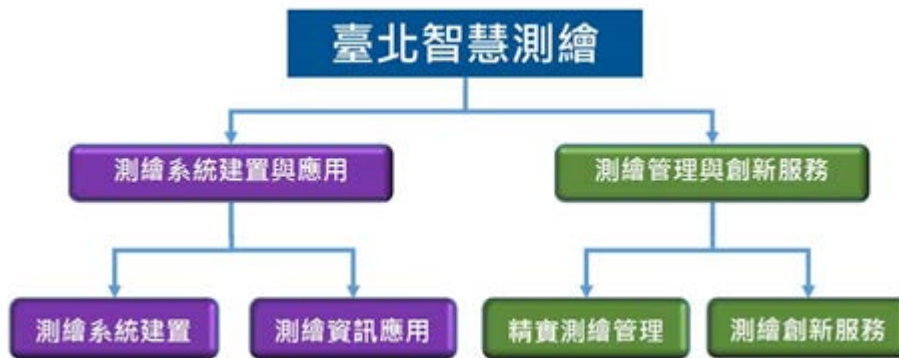 臺北智慧測繪
測繪系統建置與應用
測繪管理與創新服務
測繪系統建置
測繪資訊應用
精實測繪管理
測繪創新服務